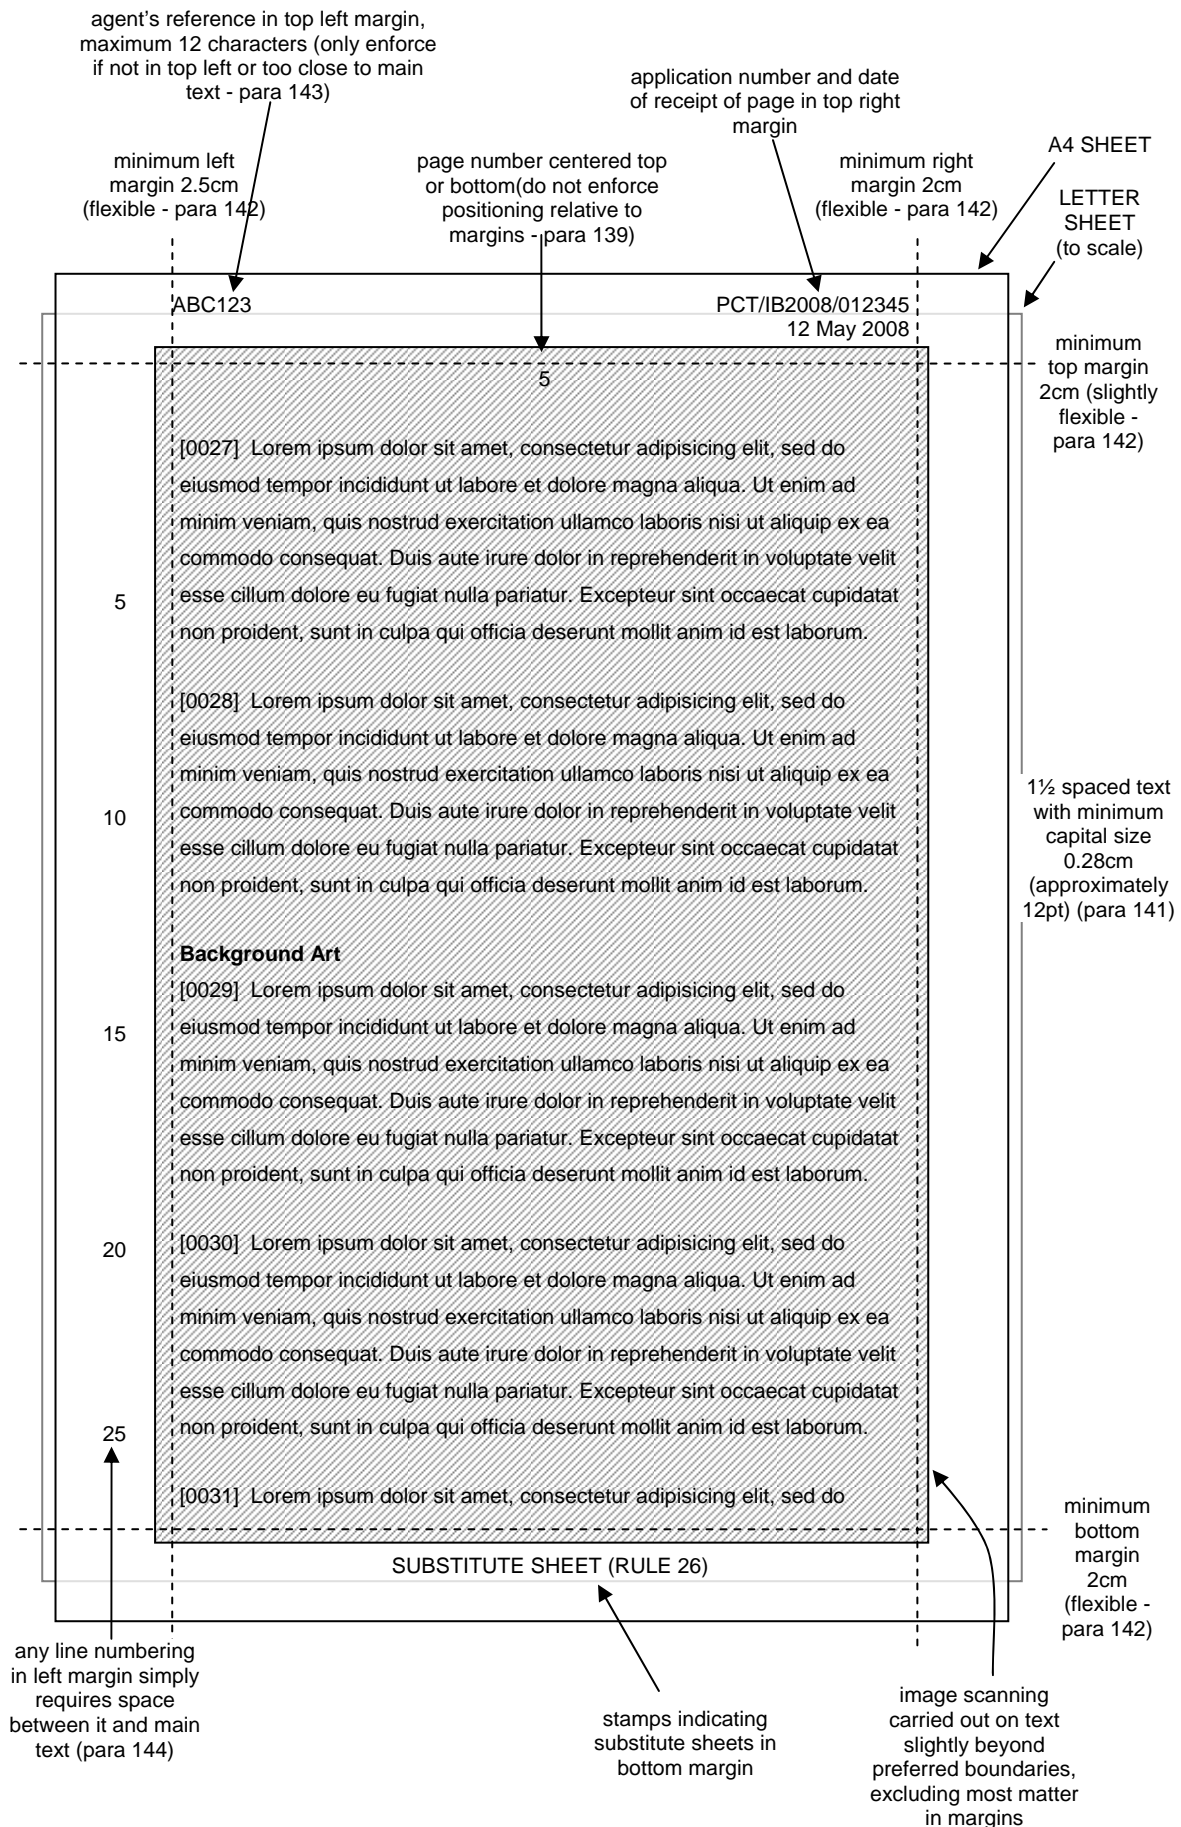 agent’s reference in top left margin,
maximum 12 characters (only enforce
if not in top left or too close to main
text - para 143)
application number and date
of receipt of page in top right
margin
minimum left
margin 2.5cm
(flexible - para 142)
page number centered top
or bottom(do not enforce
positioning relative to
margins - para 139)
minimum right
margin 2cm
(flexible - para 142)
A4 SHEET
LETTER
SHEET
(to scale)
ABC123
PCT/IB2008/012345
12 May 2008
minimum
top margin
2cm (slightly
flexible -
para 142)
5
[0027] Lorem ipsum dolor sit amet, consectetur adipisicing elit, sed do
eiusmod tempor incididunt ut labore et dolore magna aliqua. Ut enim ad
minim veniam, quis nostrud exercitation ullamco laboris nisi ut aliquip ex ea
commodo consequat. Duis aute irure dolor in reprehenderit in voluptate velit
5
esse cillum dolore eu fugiat nulla pariatur. Excepteur sint occaecat cupidatat
non proident, sunt in culpa qui officia deserunt mollit anim id est laborum.
[0028] Lorem ipsum dolor sit amet, consectetur adipisicing elit, sed do
eiusmod tempor incididunt ut labore et dolore magna aliqua. Ut enim ad
minim veniam, quis nostrud exercitation ullamco laboris nisi ut aliquip ex ea
10
commodo consequat. Duis aute irure dolor in reprehenderit in voluptate velit
esse cillum dolore eu fugiat nulla pariatur. Excepteur sint occaecat cupidatat
non proident, sunt in culpa qui officia deserunt mollit anim id est laborum.
1½ spaced text
with minimum
capital size
0.28cm
(approximately
12pt) (para 141)
Background Art
[0029] Lorem ipsum dolor sit amet, consectetur adipisicing elit, sed do
15
eiusmod tempor incididunt ut labore et dolore magna aliqua. Ut enim ad
minim veniam, quis nostrud exercitation ullamco laboris nisi ut aliquip ex ea
commodo consequat. Duis aute irure dolor in reprehenderit in voluptate velit
esse cillum dolore eu fugiat nulla pariatur. Excepteur sint occaecat cupidatat
non proident, sunt in culpa qui officia deserunt mollit anim id est laborum.
20
[0030] Lorem ipsum dolor sit amet, consectetur adipisicing elit, sed do
eiusmod tempor incididunt ut labore et dolore magna aliqua. Ut enim ad
minim veniam, quis nostrud exercitation ullamco laboris nisi ut aliquip ex ea
commodo consequat. Duis aute irure dolor in reprehenderit in voluptate velit
esse cillum dolore eu fugiat nulla pariatur. Excepteur sint occaecat cupidatat
25
non proident, sunt in culpa qui officia deserunt mollit anim id est laborum.
[0031] Lorem ipsum dolor sit amet, consectetur adipisicing elit, sed do
minimum
bottom
margin
2cm
(flexible -
para 142)
SUBSTITUTE SHEET (RULE 26)
any line numbering
in left margin simply
requires space
between it and main
text (para 144)
stamps indicating
substitute sheets in
bottom margin
image scanning
carried out on text
slightly beyond
preferred boundaries,
excluding most matter
in margins